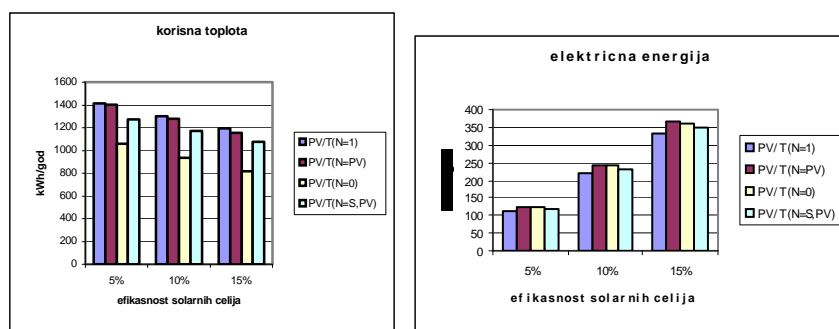 korisna toplota
1600
1400
1200
1000
800
600
400
200
0
kWh/god
5% 10% 15%
efikasnost solarnih celija
PV/T(N=1)
PV/T(N=PV)
PV/T(N=0)
PV/T(N=S,PV)
elektricna energija
400
350
300
250
200
150
100
50
0
5% 10% 15%
efikasnost solarnih celija
PV/T(N=1)
PV/T(N=PV)
PV/T(N=0)
PV/T(N=S,PV)